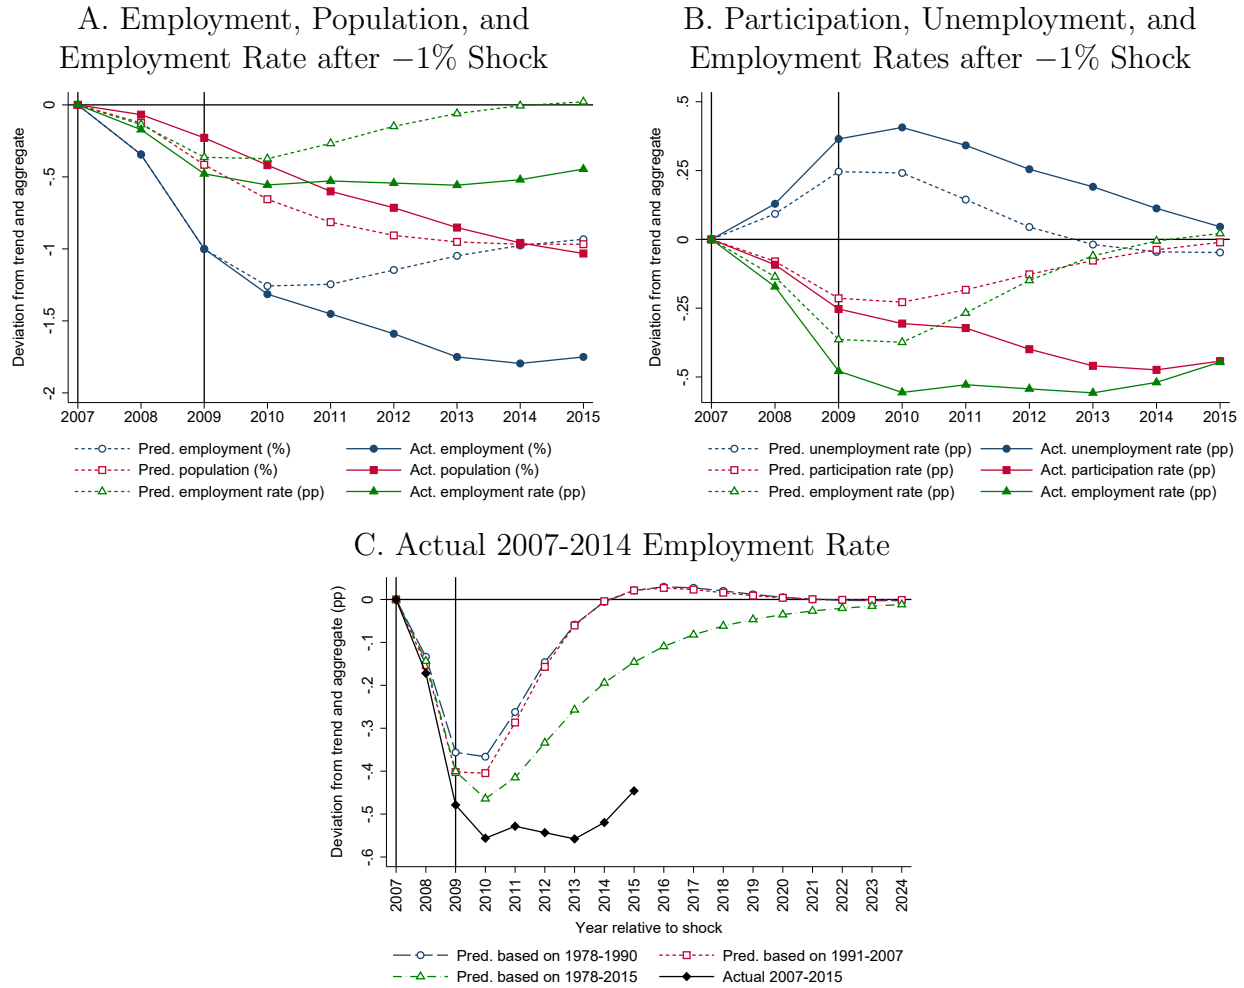 A. Employment, Population, and
Employment Rate after −1% Shock
Deviation from trend and aggregate
0
-.5
-1
-1.5
-2
2007 2008 2009 2010 2011 2012 2013 2014 2015
Pred. employment (%) Act. employment (%)
Pred. population (%) Act. population (%)
Pred. employment rate (pp) Act. employment rate (pp)
B. Participation, Unemployment, and
Employment Rates after −1% Shock
Deviation from trend and aggregate
.5
.25
0
-.25
-.5
2007 2008 2009 2010 2011 2012 2013 2014 2015
Pred. unemployment rate (pp) Act. unemployment rate (pp)
Pred. participation rate (pp) Act. participation rate (pp)
Pred. employment rate (pp) Act. employment rate (pp)
C. Actual 2007-2014 Employment Rate
Deviation from trend and aggregate (pp)
0
-.1
-.2
-.3
-.4
-.5
-.6
2007 2008 2009 2010 2011 2012 2013 2014 2015 2016 2017 2018 2019 2020 2021 2022 2023 2024
Year relative to shock
Pred. based on 1978-1990 Pred. based on 1991-2007
Pred. based on 1978-2015 Actual 2007-2015